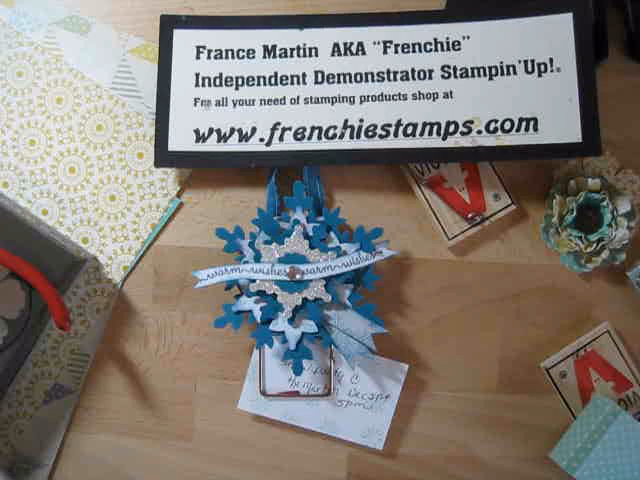 France Martin AKA "Frenchie"
Independent Demonstrator Stampin'Up!®
For all your need of stamping products shop at
www.frenchiestamps.com
warm wishes warm wishes